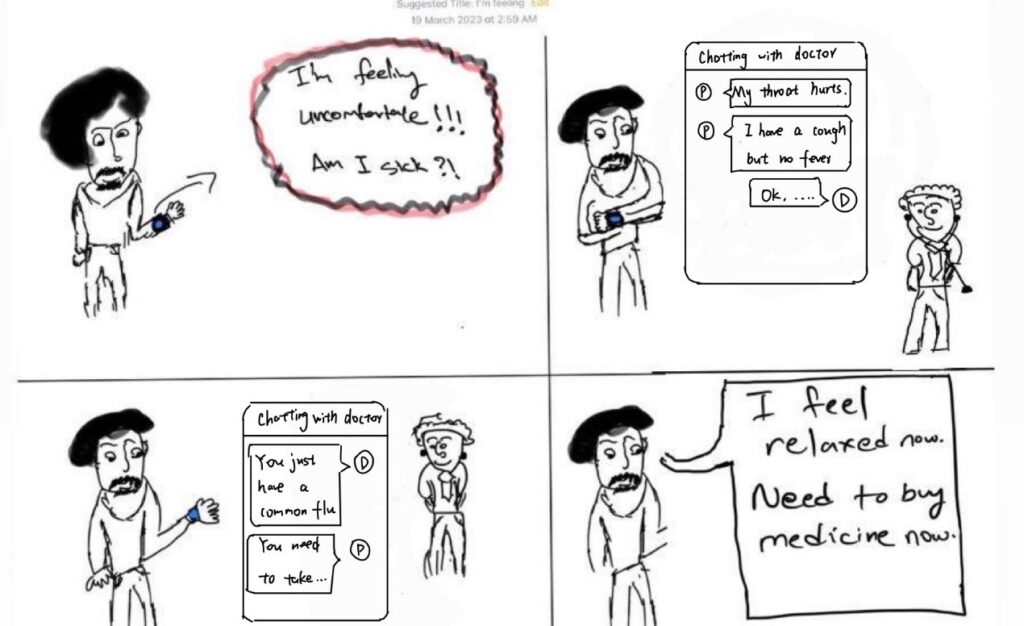 Suggested Title: I'm feeling Edit
19 March 2023 at 2:59 AM
I'm feeling
uncomfortale!!!
Am I sick?!
Chatting with doctor
P
My throat hurts.
P
I have a cough
but no fever
Ok, ....
D
Chatting with doctor
You just
have a
common flu
D
You need
to take...
P
I feel
relaxed now.
Need to buy
medicine now.